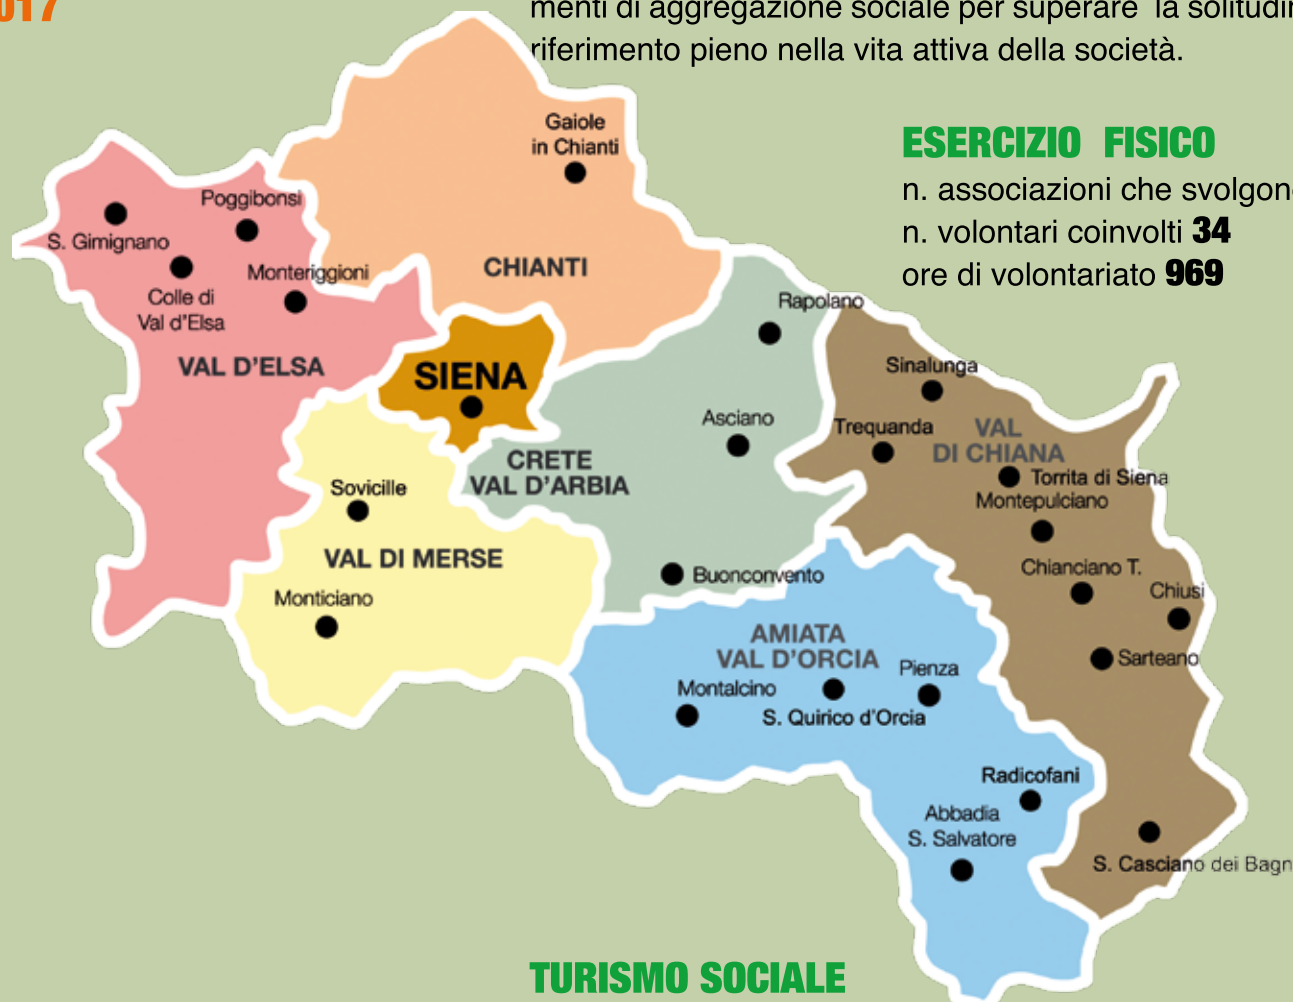 017
menti di aggregazione sociale per superare la
riferimento pieno nella vita attiva della società.
ESERCIZIO FISICO
n. associazioni che
n. volontari coinvolti 34
ore di volontariato 969
Gaiole
in Chianti
CHIANTI
Poggibonsi
S. Gimignano
Monteriggioni
Colle di
Val d'Elsa
VAL D'ELSA
SIENA
Rapolano
Asciano
CRETE
VAL D'ARBIA
Buonconvento
Sinalunga
Trequanda
VAL
DI CHIANA
Torrita di Siena
Montepulciano
Chianciano T.
Chiusi
Sarteano
S. Casciano dei Bagn
Sovicille
VAL DI MERSE
Monticiano
AMIATA
VAL D'ORCIA
Pienza
Montalcino
S. Quirico d'Orcia
Radicofani
Abbadia
S. Salvatore
TURISMO SOCIALE